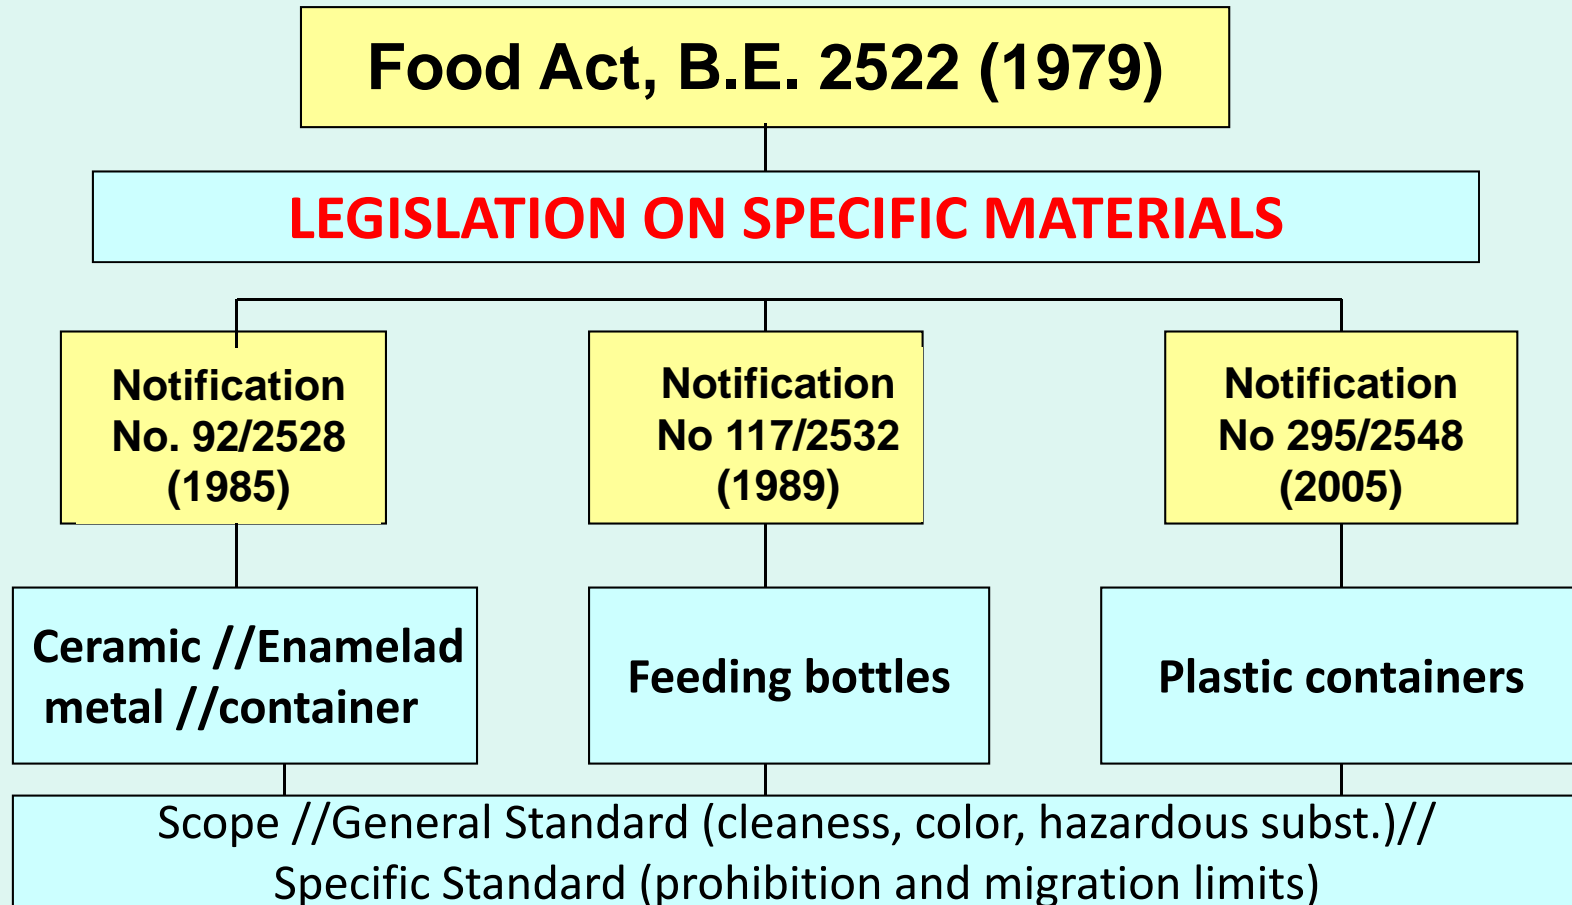 Food Act, B.E. 2522 (1979)
LEGISLATION ON SPECIFIC MATERIALS
Notification
No. 92/2528
(1985)
Notification
No 117/2532
(1989)
Notification
No 295/2548
(2005)
Ceramic //Enamelad
metal //container
Feeding bottles
Plastic containers
Scope //General Standard (cleaness, color, hazardous subst.)//
Specific Standard (prohibition and migration limits)